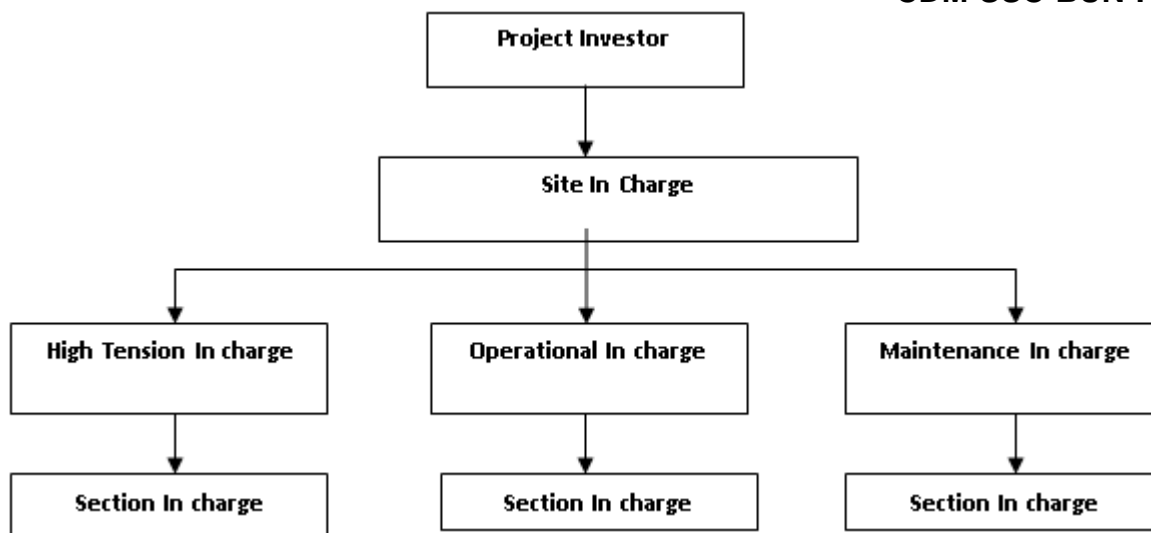 Project Investor
Site In Charge
High Tension In charge
Operational In charge
Maintenance In charge
Section In charge
Section In charge
Section In charge